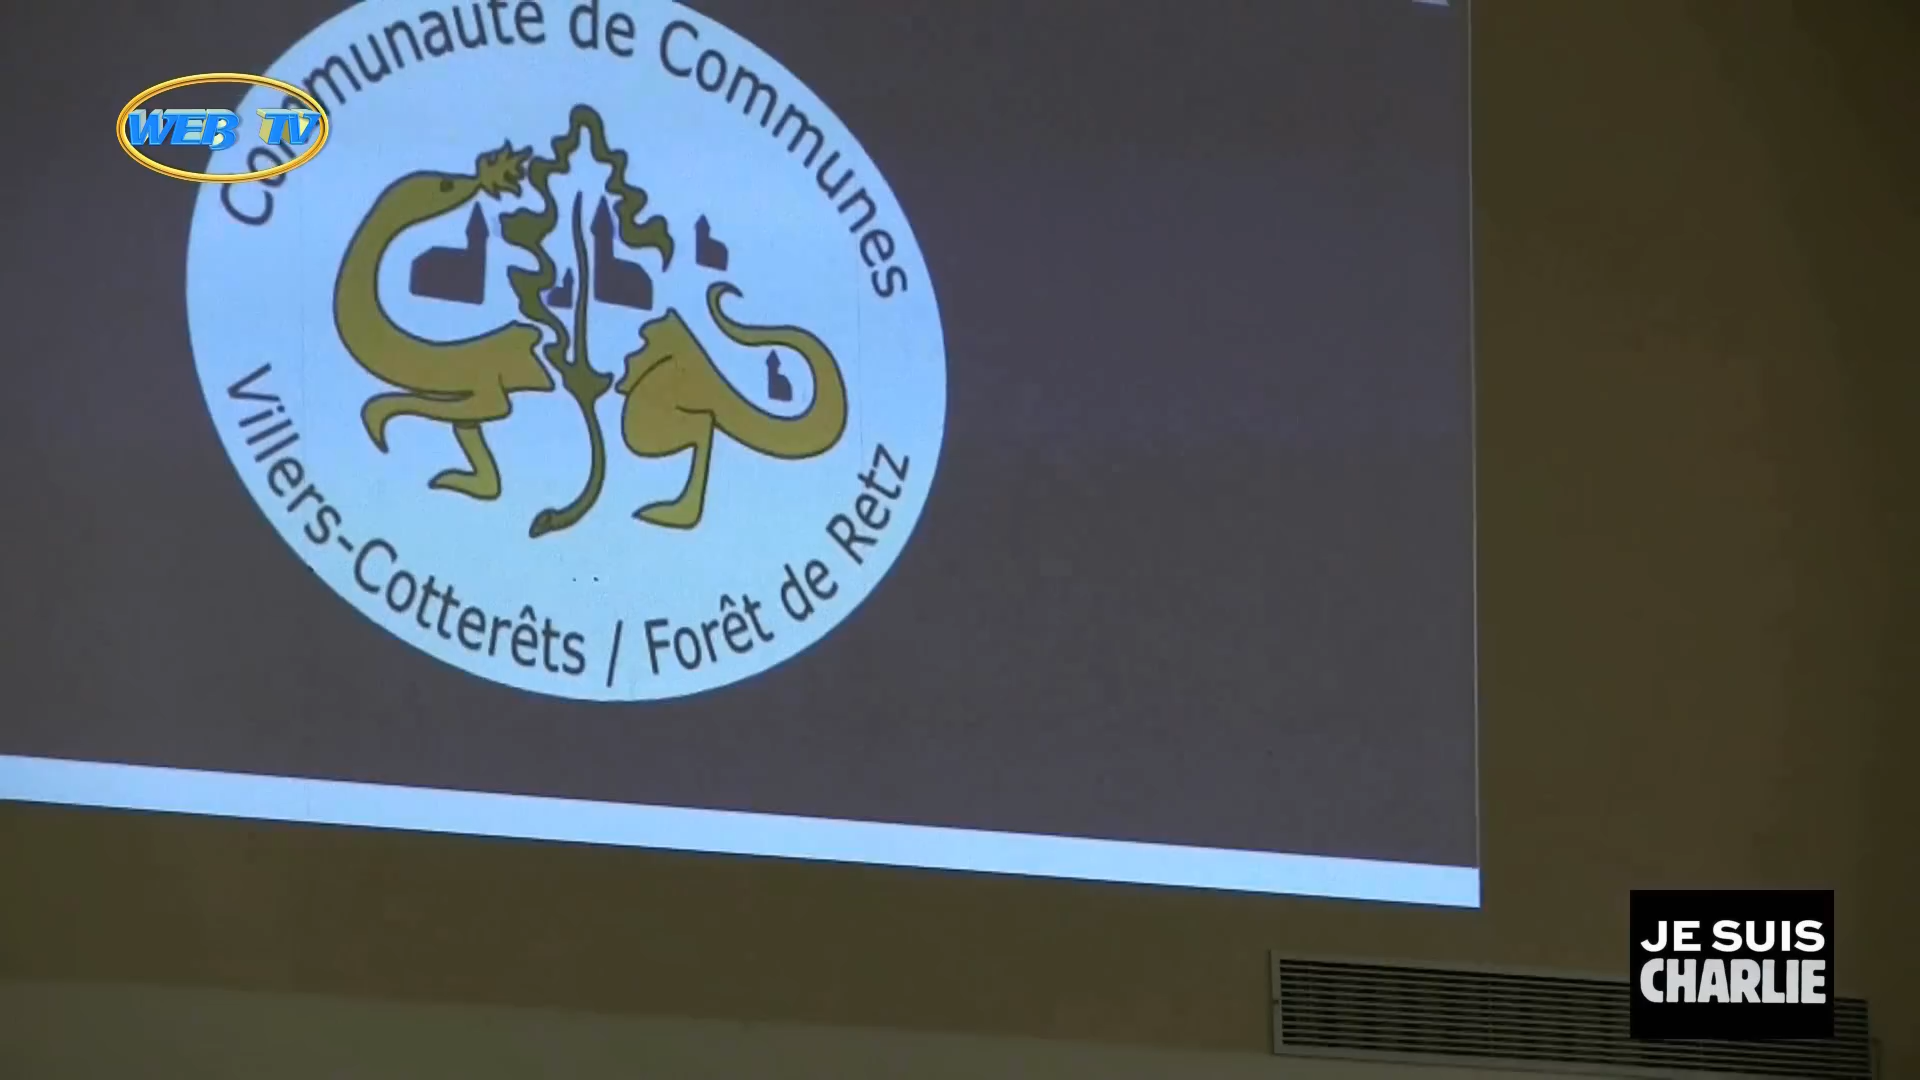 WEB TV
Communauté de Communes
Villers-Cotterêts / Forêt de Retz
JE SUIS
CHARLIE